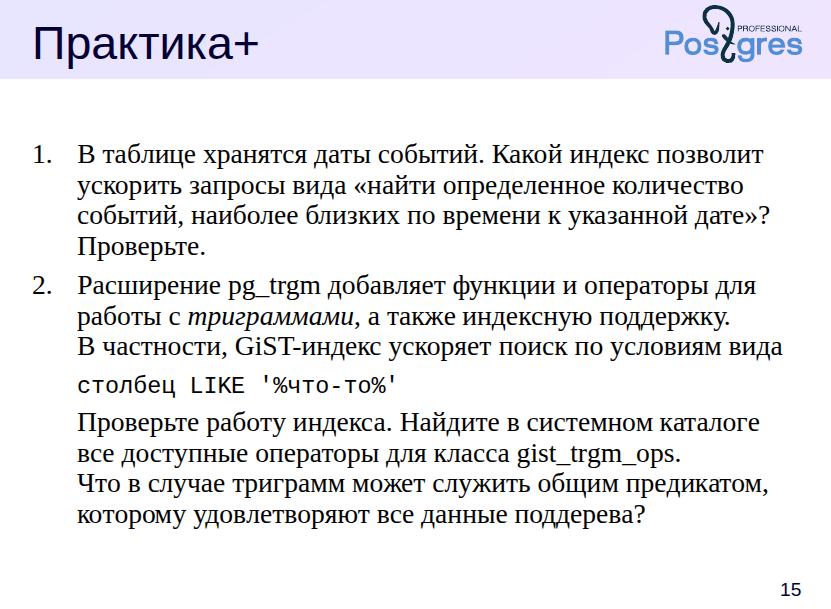 Практика+
PROFESSIONAL
Postgres
1. В таблице хранятся даты событий. Какой индекс позволит
ускорить запросы вида «найти определенное количество
событий, наиболее близких по времени к указанной дате»?
Проверьте.
2. Расширение pg_trgm добавляет функции и операторы для
работы с триграммами, а также индексную поддержку.
В частности, GiST-индекс ускоряет поиск по условиям вида
столбец LIKE '%что-то%'
Проверьте работу индекса. Найдите в системном каталоге
все доступные операторы для класса gist_trgm_ops.
Что в случае триграмм может служить общим предикатом,
которому удовлетворяют все данные поддерева?
15